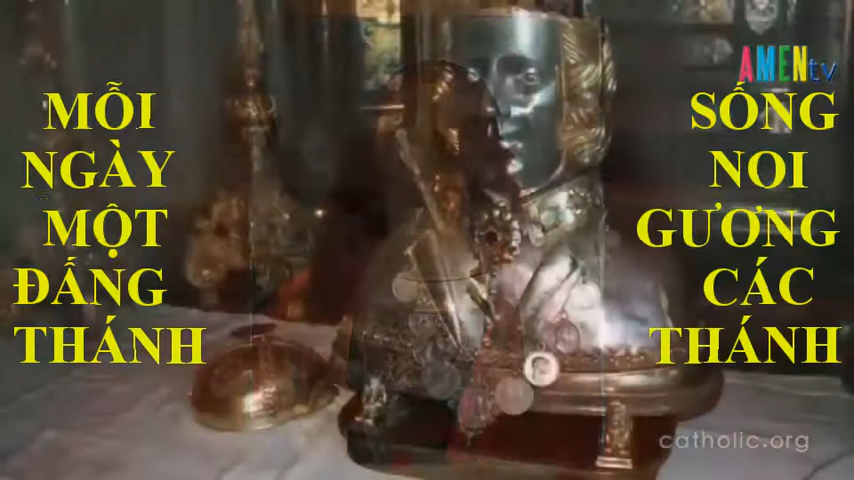 AMENtv
MỖI
NGÀY
MỘT
ĐẤNG
THÁNH
SỐNG
NOI
GƯƠNG
CÁC
THÁNH
catholic.org